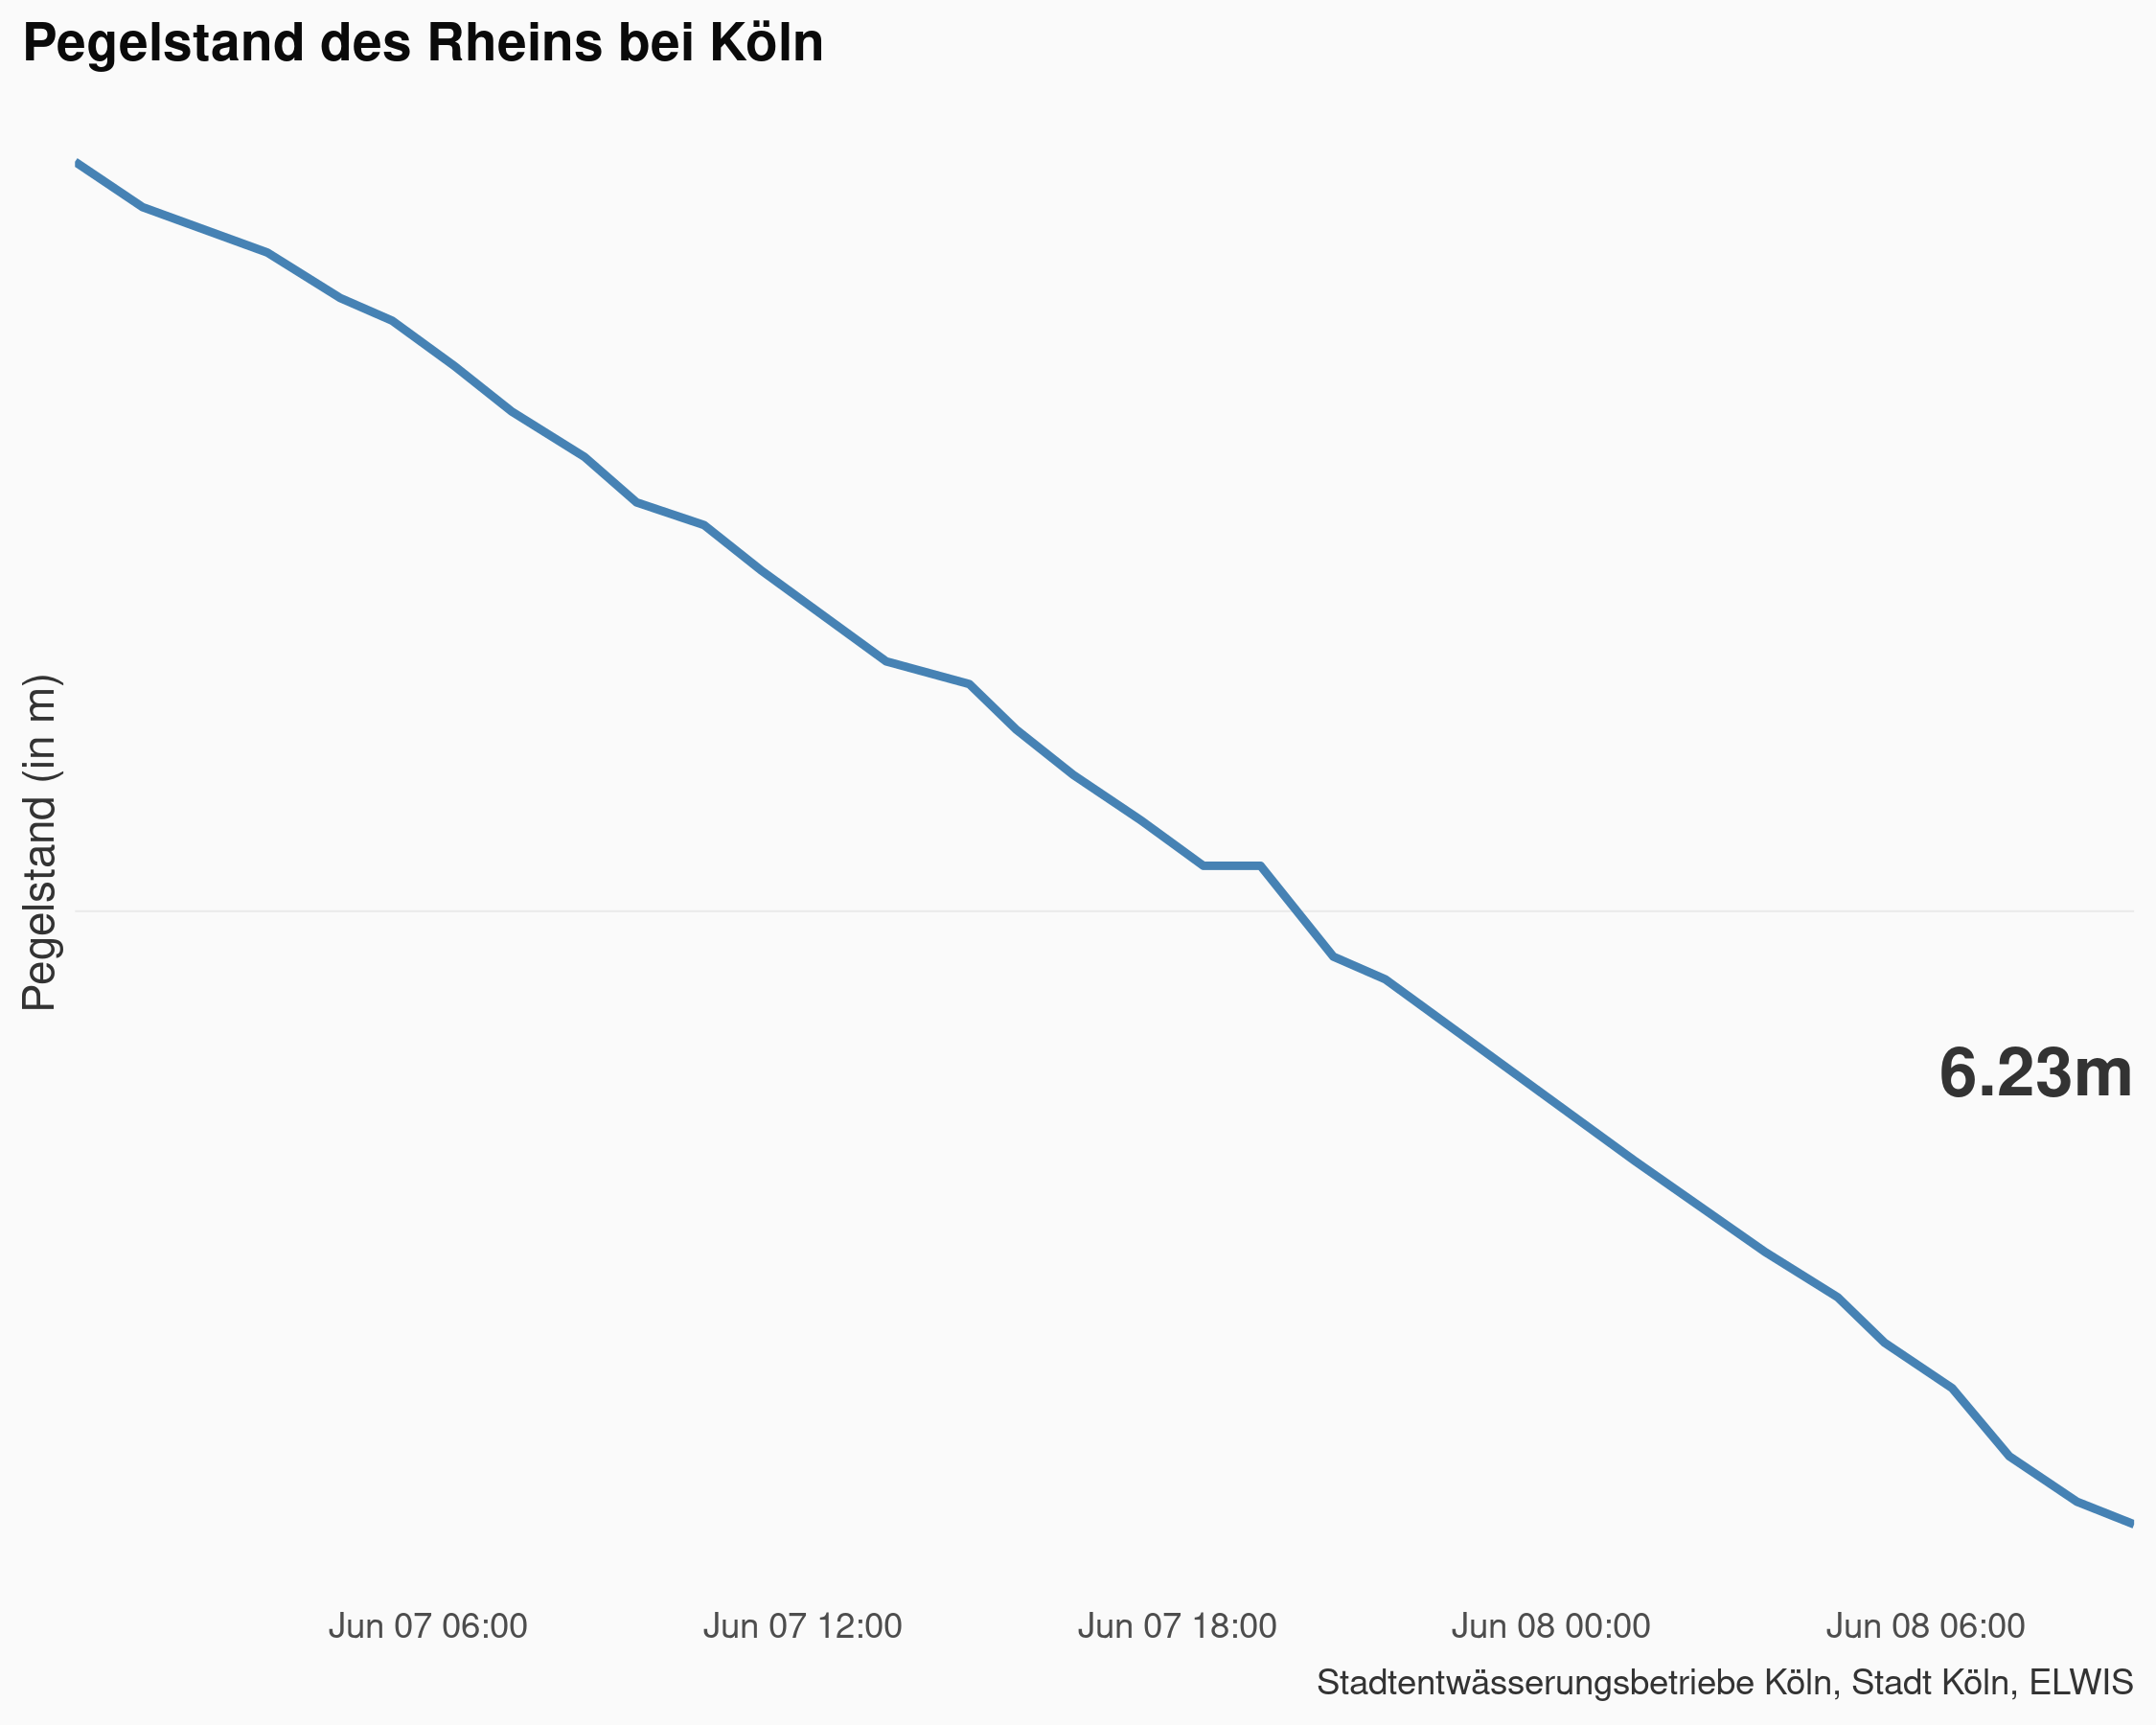 Pegelstand des Rheins bei Köln
Pegelstand (in m)
6.23m
Jun 07 06:00
Jun 07 12:00
Jun 07 18:00
Jun 08 00:00
Jun 08 06:00
Stadtentwässerungsbetriebe Köln, Stadt Köln, ELWIS